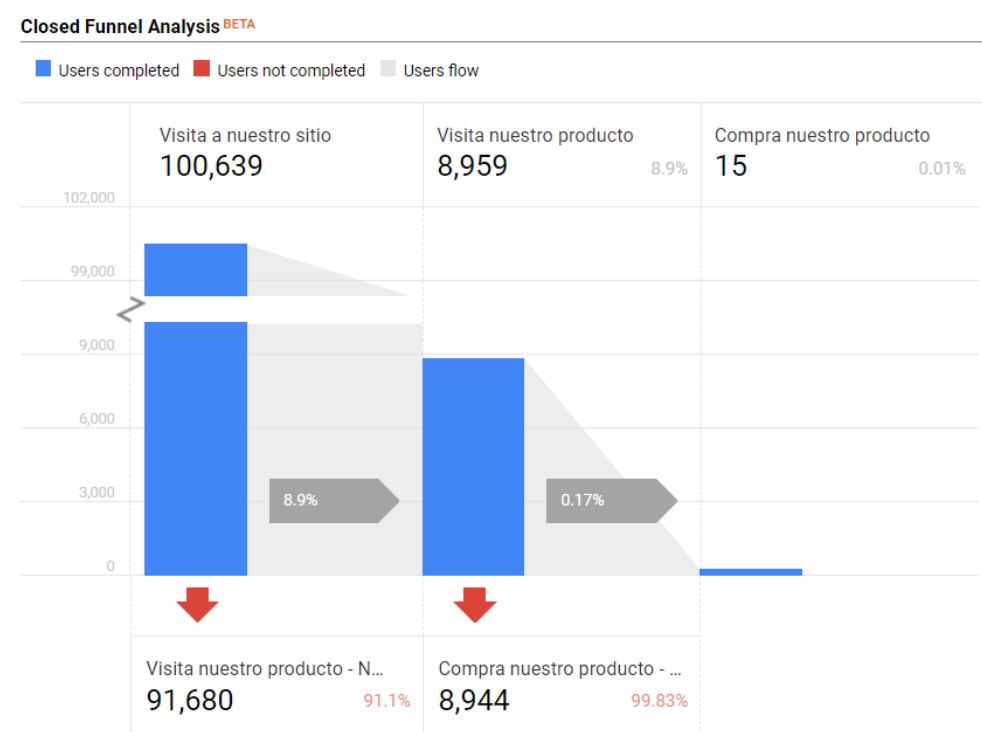 Closed Funnel Analysis BETA
Users completed Users not completed Users flow
Visita a nuestro sitio
100,639
Visita nuestro producto
8,959 8.9%
Compra nuestro producto
15 0.01%
102,000
99,000
9,000
6,000
3,000
0
8.9%
0.17%
Visita nuestro producto - N...
91,680 91.1%
Compra nuestro producto - ...
8,944 99.83%